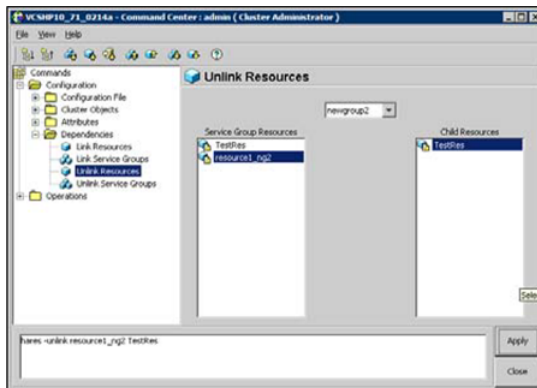 VCSHP10_71_0214a - Command Center : admin ( Cluster Administrator )
File View Help
Commands
Configuration
Configuration File
Cluster Objects
Attributes
Dependencies
Link Resources
Link Service Groups
Unlink Resources
Unlink Service Groups
Operations
Unlink Resources
newgroup2
Service Group Resources
TestRes
resource1_ng2
Child Resources
TestRes
Sele
hares -unlink resource1_ng2 TestRes
Apply
Close